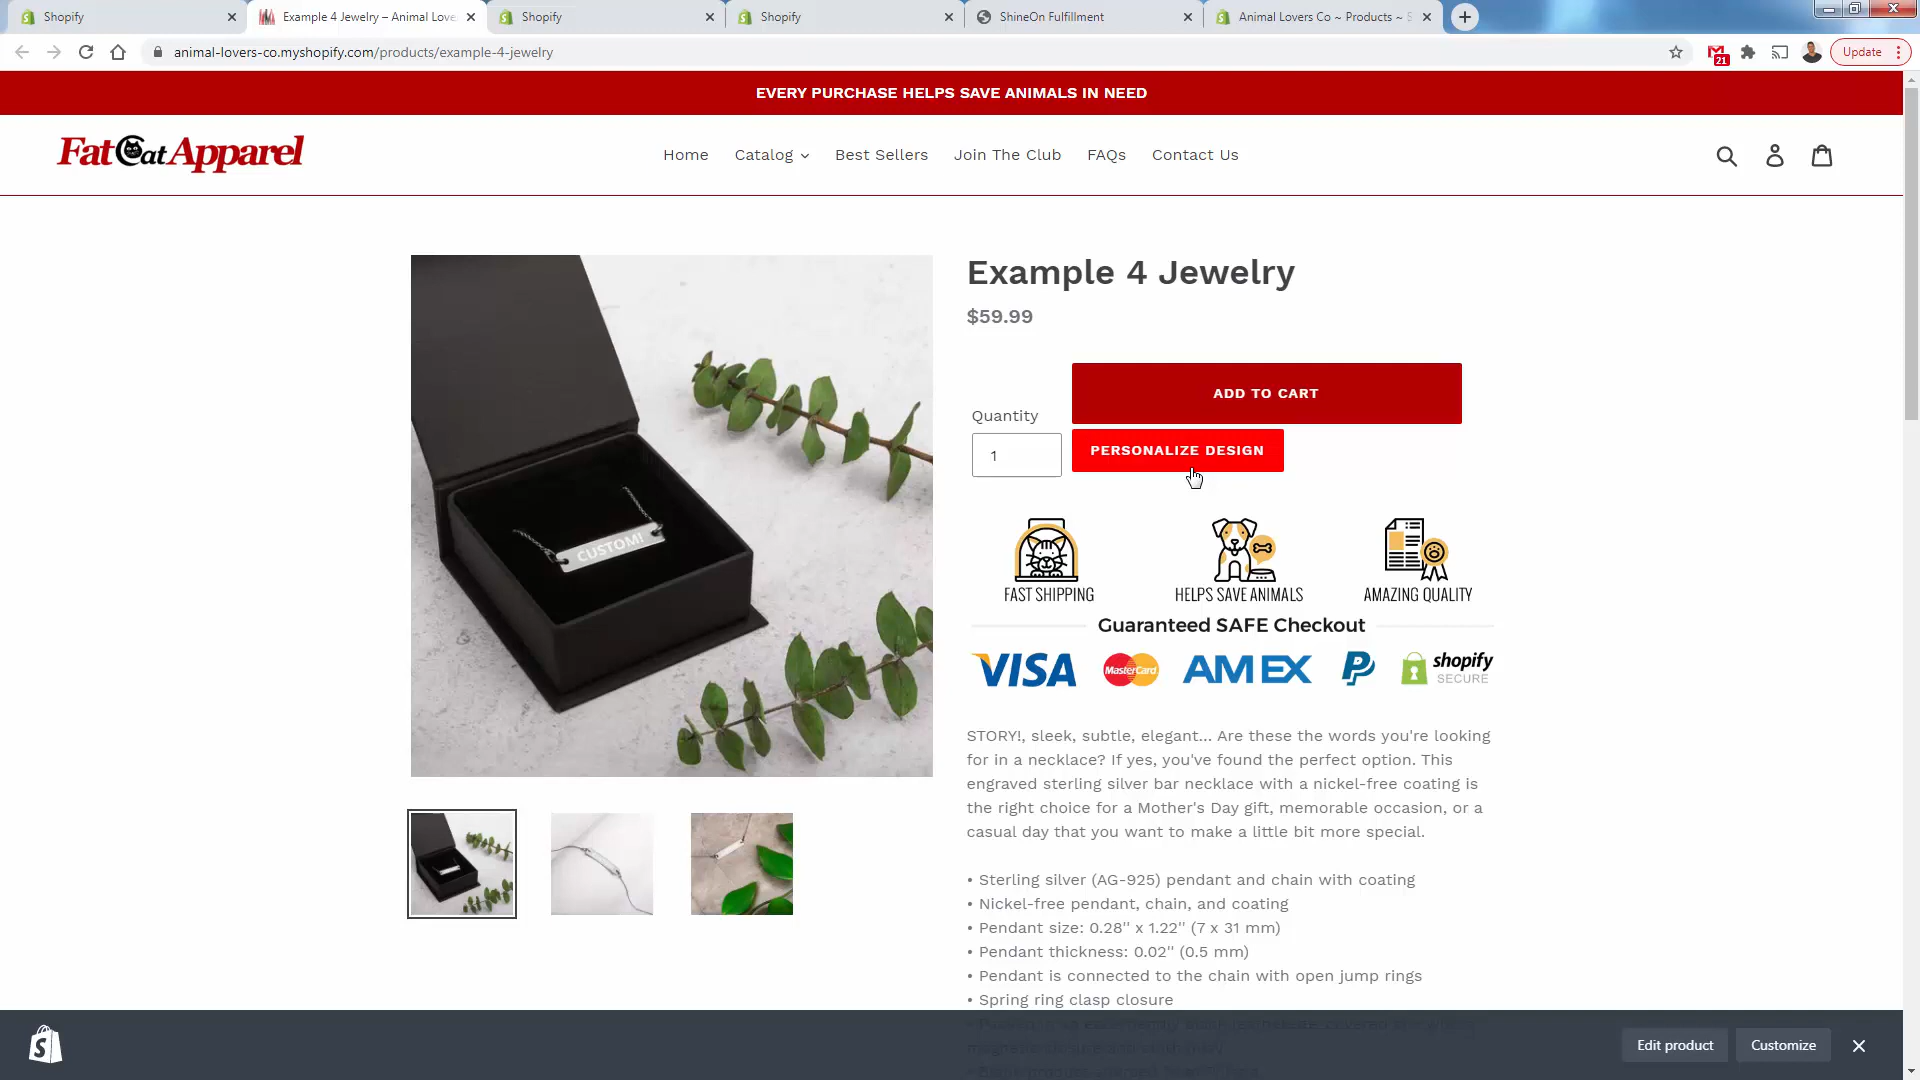 Shopify
Example 4 Jewelry – Animal Love
Shopify
Shopify
ShineOn Fulfillment
Animal Lovers Co ~ Products ~ S
animal-lovers-co.myshopify.com/products/example-4-jewelry
21
Update
EVERY PURCHASE HELPS SAVE ANIMALS IN NEED
FatCatApparel
Home
Catalog
Best Sellers
Join The Club
FAQs
Contact Us
CUSTOM!
Example 4 Jewelry
$59.99
ADD TO CART
Quantity
1
PERSONALIZE DESIGN
FAST SHIPPING
HELPS SAVE ANIMALS
AMAZING QUALITY
Guaranteed SAFE Checkout
VISA
MasterCard
AMEX
P
shopify
SECURE
STORY!, sleek, subtle, elegant... Are these the words you're looking
for in a necklace? If yes, you've found the perfect option. This
engraved sterling silver bar necklace with a nickel-free coating is
the right choice for a Mother's Day gift, memorable occasion, or a
casual day that you want to make a little bit more special.
• Sterling silver (AG-925) pendant and chain with coating
• Nickel-free pendant, chain, and coating
• Pendant size: 0.28'' x 1.22'' (7 x 31 mm)
• Pendant thickness: 0.02'' (0.5 mm)
• Pendant is connected to the chain with open jump rings
• Spring ring clasp closure
Edit product
Customize